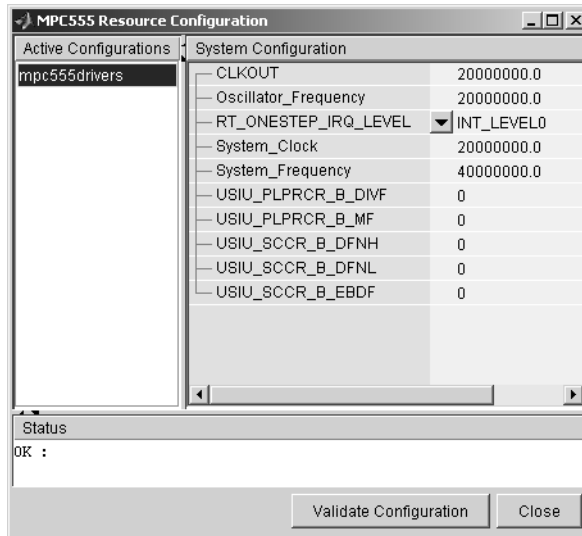 MPC555 Resource Configuration
Active Configurations
System Configuration
mpc555drivers
CLKOUT 20000000.0
Oscillator_Frequency 20000000.0
RT_ONESTEP_IRQ_LEVEL INT_LEVEL0
System_Clock 20000000.0
System_Frequency 40000000.0
USIU_PLPRCR_B_DIVF 0
USIU_PLPRCR_B_MF 0
USIU_SCCR_B_DFNH 0
USIU_SCCR_B_DFNL 0
USIU_SCCR_B_EBDF 0
Status
OK :
Validate Configuration Close